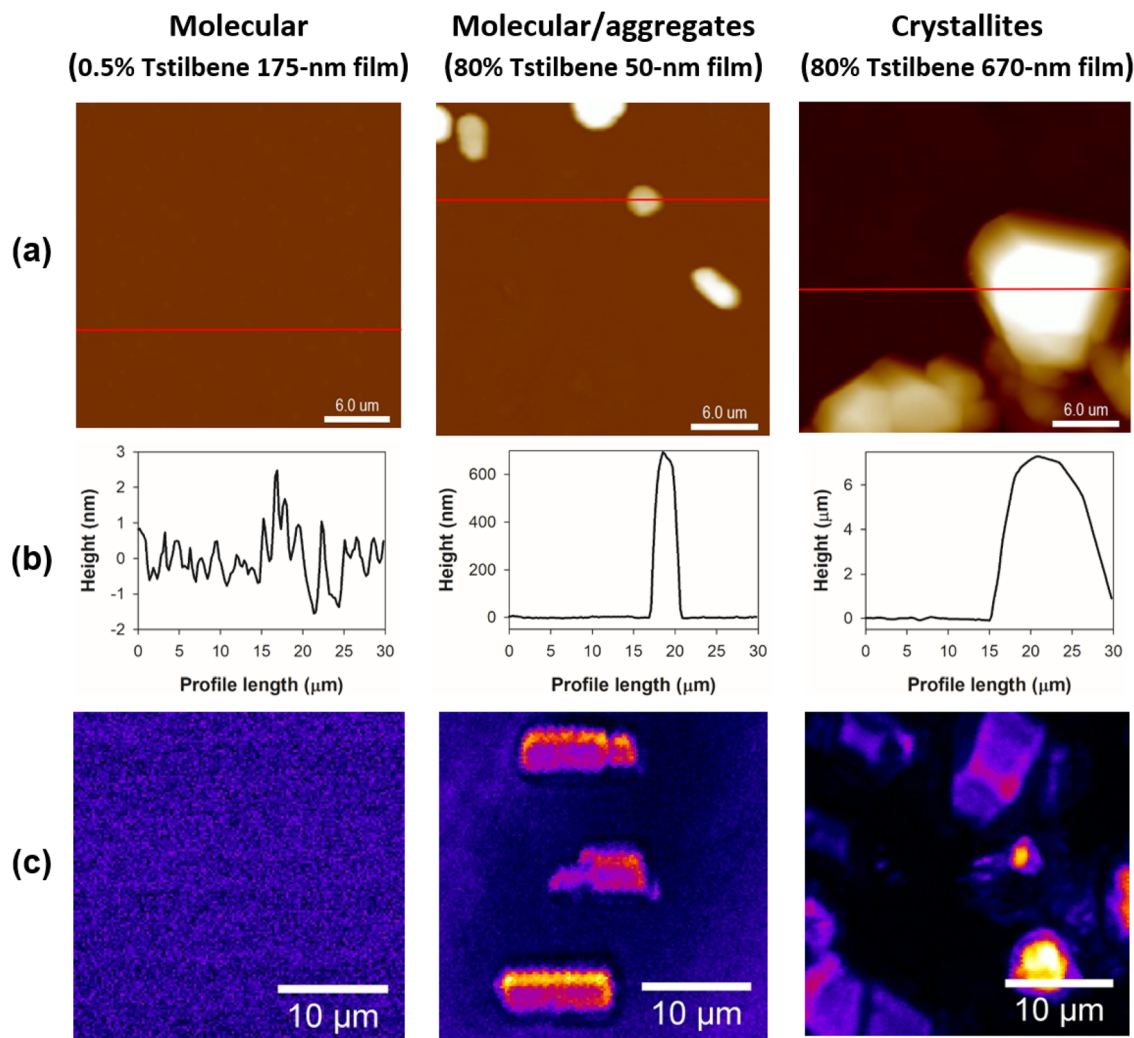 Molecular
(0.5% Tstilbene 175-nm film)
Molecular/aggregates
(80% Tstilbene 50-nm film)
Crystallites
(80% Tstilbene 670-nm film)
(a)
6.0 um
6.0 um
6.0 um
(b)
Height (nm)
3
2
1
0
-1
-2
0 5 10 15 20 25 30
Profile length (μm)
Height (nm)
600
400
200
0
0 5 10 15 20 25 30
Profile length (μm)
Height (μm)
6
4
2
0
0 5 10 15 20 25 30
Profile length (μm)
(c)
10 μm
10 μm
10 μm